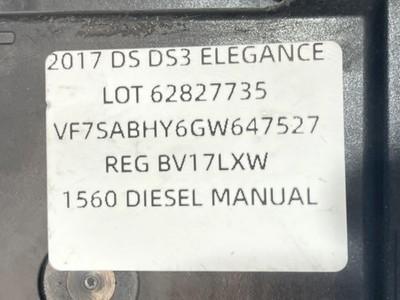 2017 DS DS3 ELEGANCE
LOT 62827735
VF7SABHY6GW647527
REG BV17LXW
1560 DIESEL MANUAL